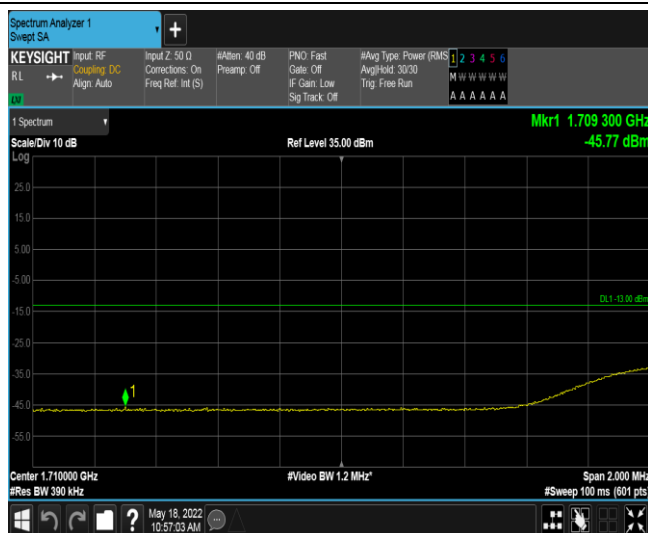 Spectrum Analyzer 1
Swept SA
+
KEYSIGHT
RL
LXI
Input: RF
Coupling: DC
Align: Auto
Input Z: 50 Ω
Corrections: On
Freq Ref: Int (S)
#Atten: 40 dB
Preamp: Off
PNO: Fast
Gate: Off
IF Gain: Low
Sig Track: Off
#Avg Type: Power (RMS
Avg|Hold: 30/30
Trig: Free Run
1 2 3 4 5 6
M W W W W W
A A A A A A
1 Spectrum
Mkr1 1.709 300 GHz
-45.77 dBm
Scale/Div 10 dB
Ref Level 35.00 dBm
Log
25.0
15.0
5.00
-5.00
DL1 -13.00 dBm
-15.0
-25.0
-35.0
1
-45.0
-55.0
Center 1.710000 GHz
#Video BW 1.2 MHz*
Span 2.000 MHz
#Res BW 390 kHz
#Sweep 100 ms (601 pts)
?
May 18, 2022
10:57:03 AM